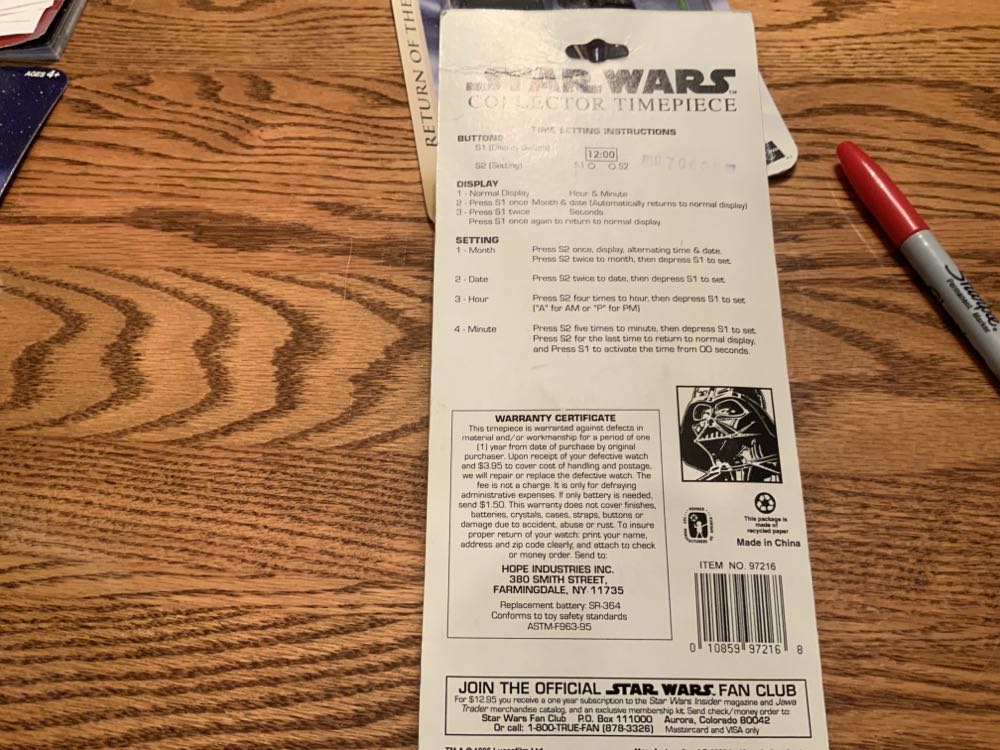 AGES 4+
RETURN OF THE
STAR WARS™
COLLECTOR TIMEPIECE
TIME SETTING INSTRUCTIONS
BUTTONS
S1 (Display Switch)
12:00
S2 (Setting)
S1 O O S2
DISPLAY
1 - Normal Display Hour & Minute
2 - Press S1 once Month & date (Automatically returns to normal display)
3 - Press S1 twice Seconds
Press S1 once again to return to normal display.
SETTING
1 - Month Press S2 once, display, alternating time & date.
Press S2 twice to month, then depress S1 to set.
2 - Date Press S2 twice to date, then depress S1 to set.
3 - Hour Press S2 four times to hour, then depress S1 to set
("A" for AM or "P" for PM)
4 - Minute Press S2 five times to minute, then depress S1 to set.
Press S2 for the last time to return to normal display,
and Press S1 to activate the time from 00 seconds.
WARRANTY CERTIFICATE
This timepiece is warranted against defects in
material and/or workmanship for a period of one
(1) year from date of purchase by original
purchaser. Upon receipt of your defective watch
and $3.95 to cover cost of handling and postage,
we will repair or replace the defective watch. The
fee is not a charge. It is only for defraying
administrative expenses. If only battery is needed,
send $1.50. This warranty does not cover finishes,
batteries, crystals, cases, straps, buttons or
damage due to accident, abuse or rust. To insure
proper return of your watch: print your name,
address and zip code clearly, and attach to check
or money order. Send to:
HOPE INDUSTRIES INC.
380 SMITH STREET,
FARMINGDALE, NY 11735
Replacement battery: SR-364
Conforms to toy safety standards
ASTM-F963-95
This package is
made of
recycled paper
Made in China
ITEM NO. 97216
0 10859 97216 8
JOIN THE OFFICIAL STAR WARS FAN CLUB
For $12.95 you receive a one year subscription to the Star Wars Insider magazine and Jawa
Trader merchandise catalog, and an exclusive membership kit. Send check/money order to:
Star Wars Fan Club P.O. Box 111000 Aurora, Colorado 80042
Or call: 1-800-TRUE-FAN (878-3326) Mastercard and VISA only
Sharpie
Permanent Marker